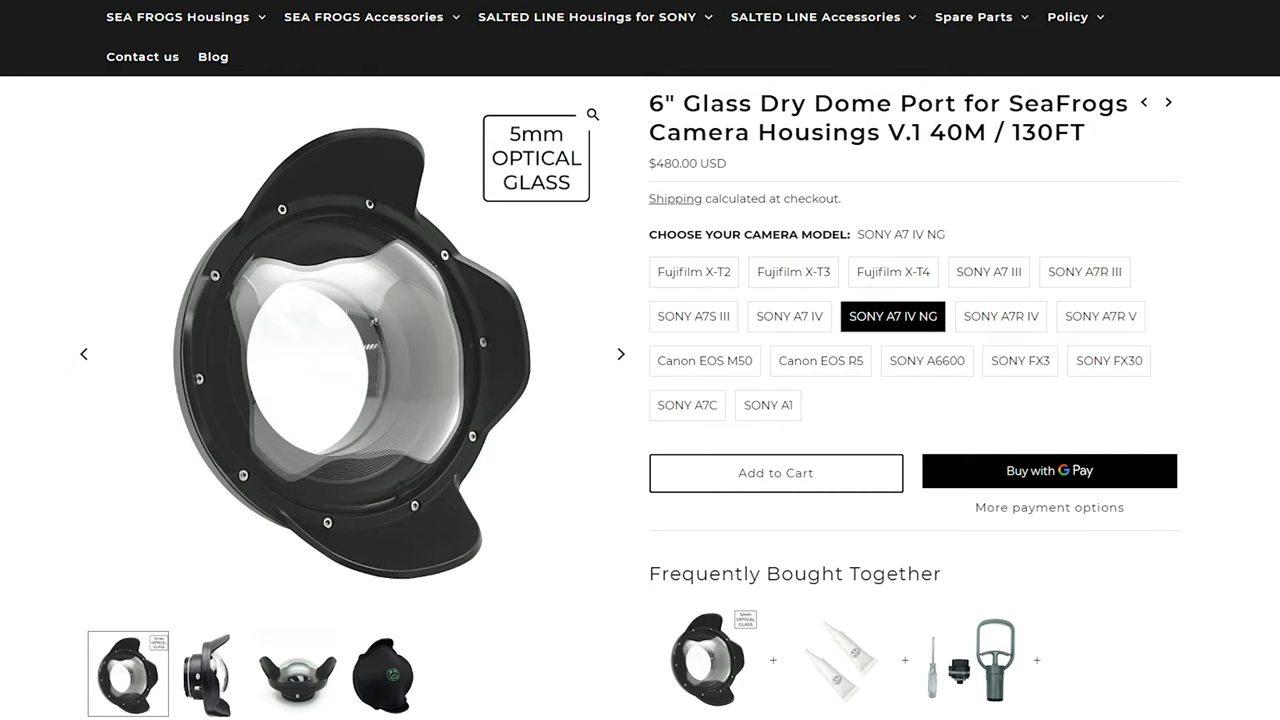 SEA FROGS Housings
SEA FROGS Accessories
SALTED LINE Housings for SONY
SALTED LINE Accessories
Spare Parts
Policy
Contact us
Blog
5mm
OPTICAL
GLASS
6" Glass Dry Dome Port for SeaFrogs
Camera Housings V.1 40M / 130FT
$480.00 USD
Shipping calculated at checkout.
CHOOSE YOUR CAMERA MODEL: SONY A7 IV NG
Fujifilm X-T2
Fujifilm X-T3
Fujifilm X-T4
SONY A7 III
SONY A7R III
SONY A7S III
SONY A7 IV
SONY A7 IV NG
SONY A7R IV
SONY A7R V
Canon EOS M50
Canon EOS R5
SONY A6600
SONY FX3
SONY FX30
SONY A7C
SONY A1
Add to Cart
Buy with G Pay
More payment options
Frequently Bought Together